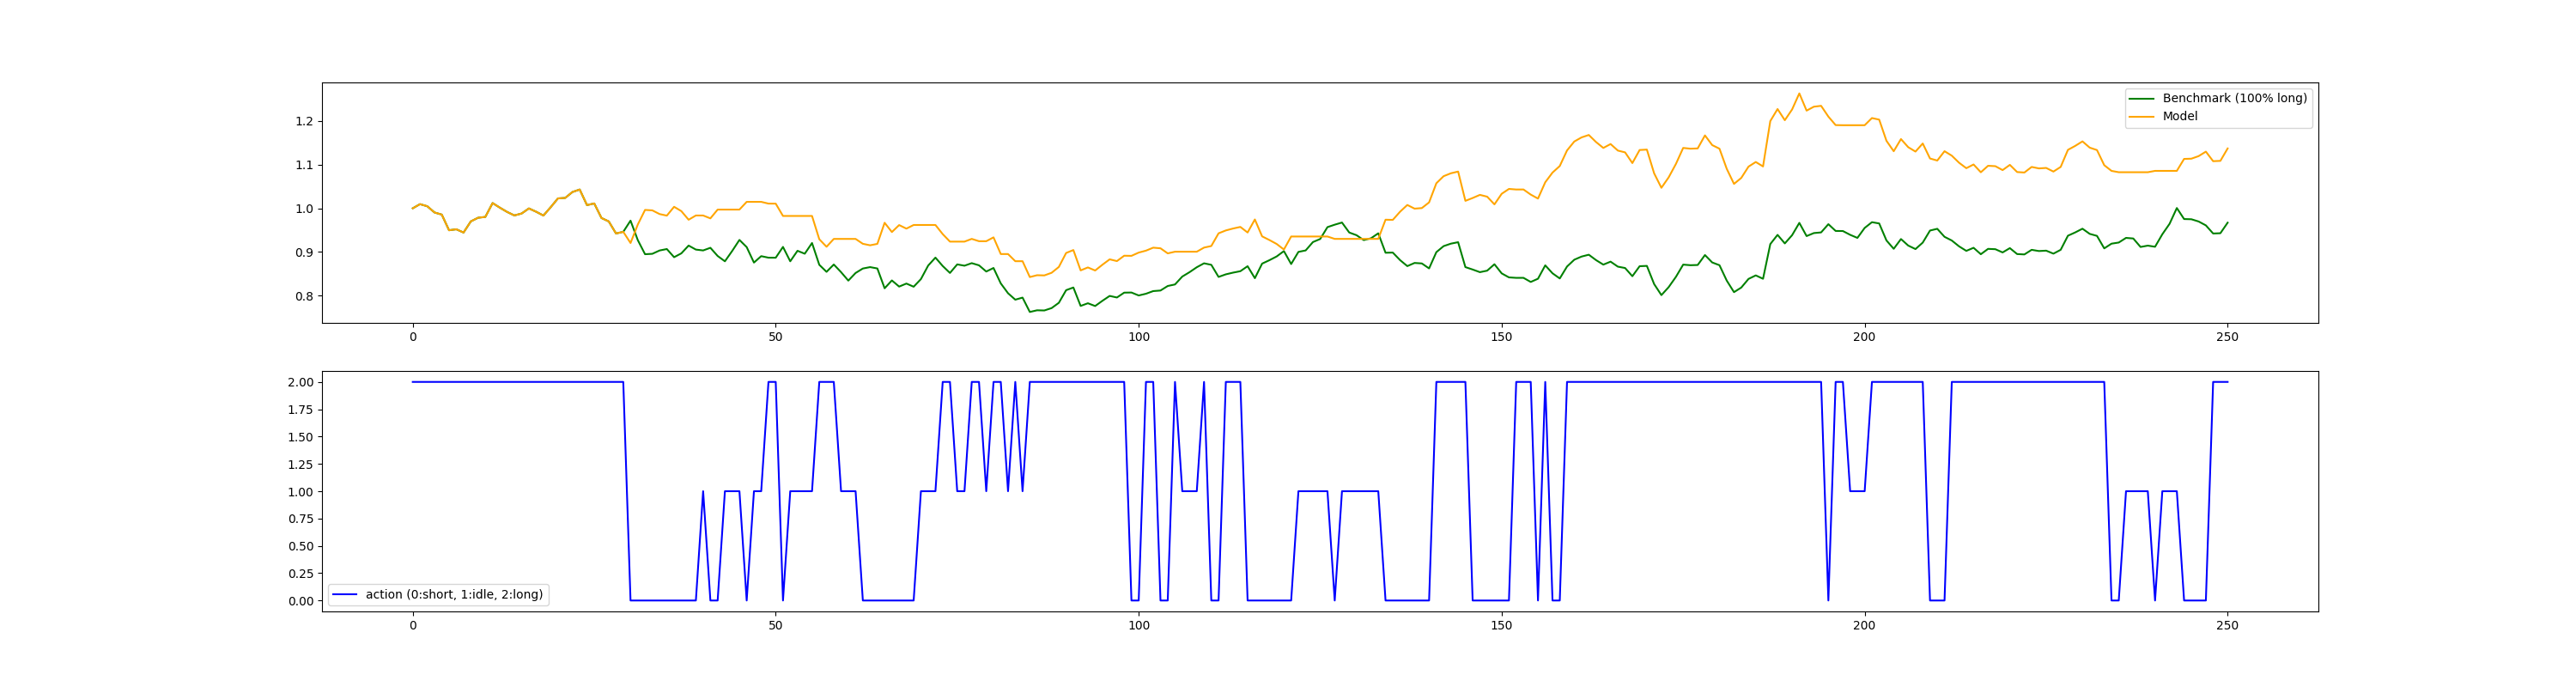 1.2
1.1
1.0
0.9
0.8
Benchmark (100% long)
Model
0 50 100 150 200 250
2.00
1.75
1.50
1.25
1.00
0.75
0.50
0.25
0.00
action (0:short, 1:idle, 2:long)
0 50 100 150 200 250